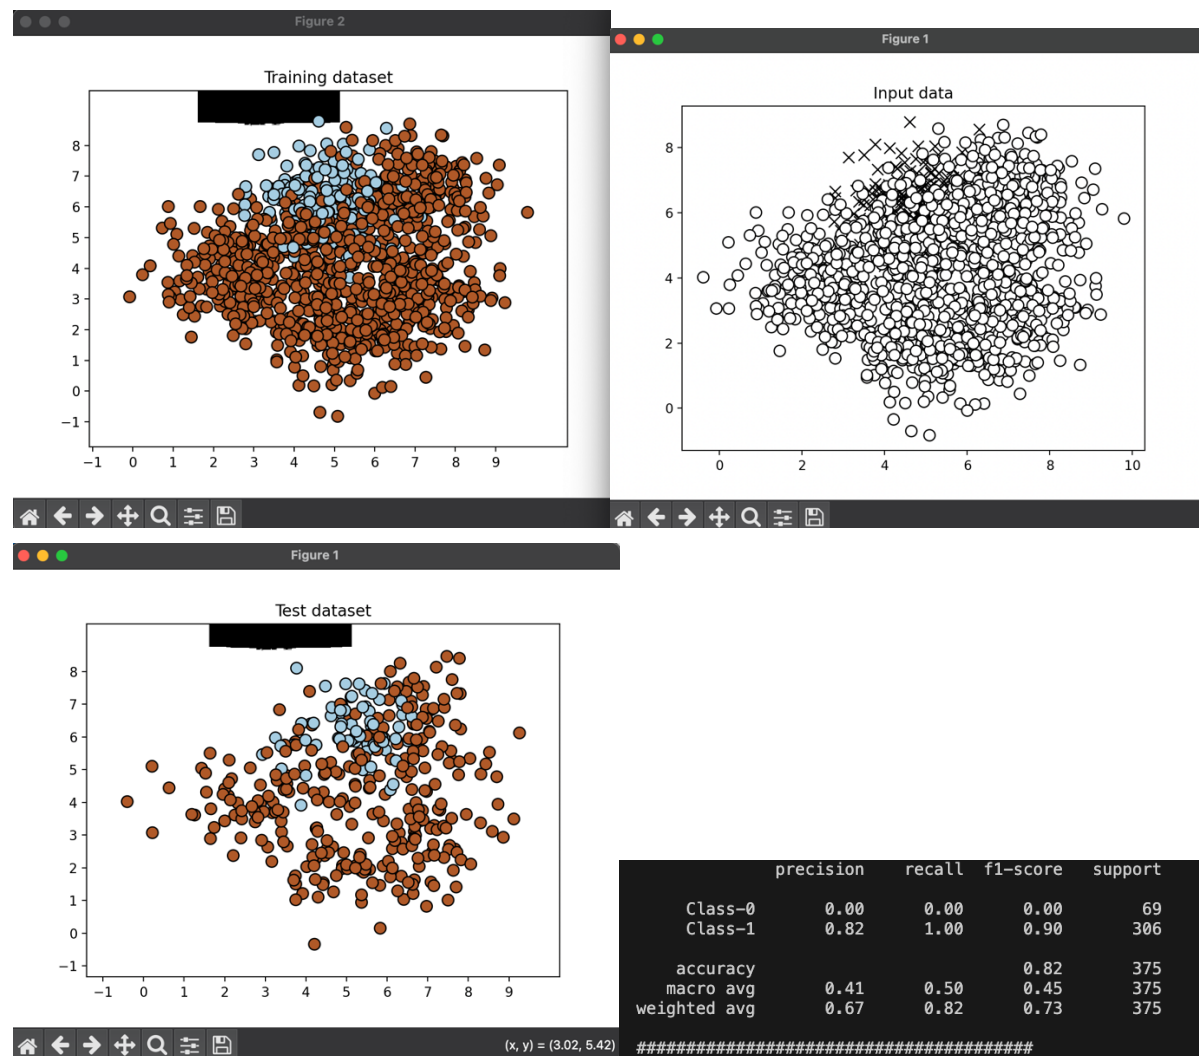 Figure 2
Training dataset
8
7
6
5
4
3
2
1
0
−1
−1 0 1 2 3 4 5 6 7 8 9
Figure 1
Input data
8
6
4
2
0
0 2 4 6 8 10
Figure 1
Test dataset
8
7
6
5
4
3
2
1
0
−1
−1 0 1 2 3 4 5 6 7 8 9
(x, y) = (3.02, 5.42)
precision recall f1-score support
Class-0 0.00 0.00 0.00 69
Class-1 0.82 1.00 0.90 306
accuracy 0.82 375
macro avg 0.41 0.50 0.45 375
weighted avg 0.67 0.82 0.73 375
########################################